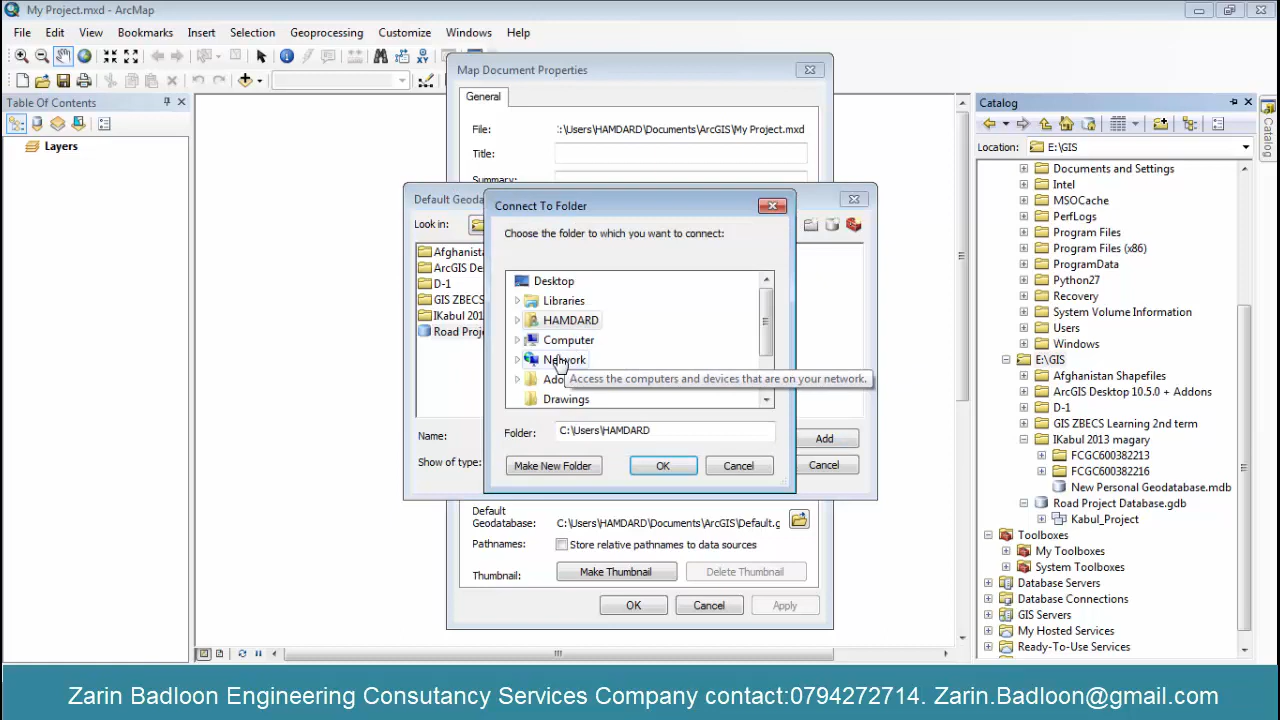 My Project.mxd - ArcMap
File Edit View Bookmarks Insert Selection Geoprocessing Customize Windows Help
Table Of Contents
Layers
Map Document Properties
General
File: :\Users\HAMDARD\Documents\ArcGIS\My Project.mxd
Title:
Summary:
Default Geoda
Look in:
Afghanista
ArcGIS De
D-1
GIS ZBECS
IKabul 2013
Road Proje
Name:
Add
Show of type:
Cancel
Connect To Folder
Choose the folder to which you want to connect:
Desktop
Libraries
HAMDARD
Computer
Network
Access the computers and devices that are on your network.
Drawings
Folder: C:\Users\HAMDARD
Make New Folder OK Cancel
Default
Geodatabase: C:\Users\HAMDARD\Documents\ArcGIS\Default.g
Pathnames: Store relative pathnames to data sources
Thumbnail: Make Thumbnail Delete Thumbnail
OK Cancel Apply
Catalog
Location: E:\GIS
Documents and Settings
Intel
MSOCache
PerfLogs
Program Files
Program Files (x86)
ProgramData
Python27
Recovery
System Volume Information
Users
Windows
E:\GIS
Afghanistan Shapefiles
ArcGIS Desktop 10.5.0 + Addons
D-1
GIS ZBECS Learning 2nd term
IKabul 2013 magary
FCGC600382213
FCGC600382216
New Personal Geodatabase.mdb
Road Project Database.gdb
Kabul_Project
Toolboxes
My Toolboxes
System Toolboxes
Database Servers
Database Connections
GIS Servers
My Hosted Services
Ready-To-Use Services
Catalog
Zarin Badloon Engineering Consutancy Services Company contact:0794272714. Zarin.Badloon@gmail.com